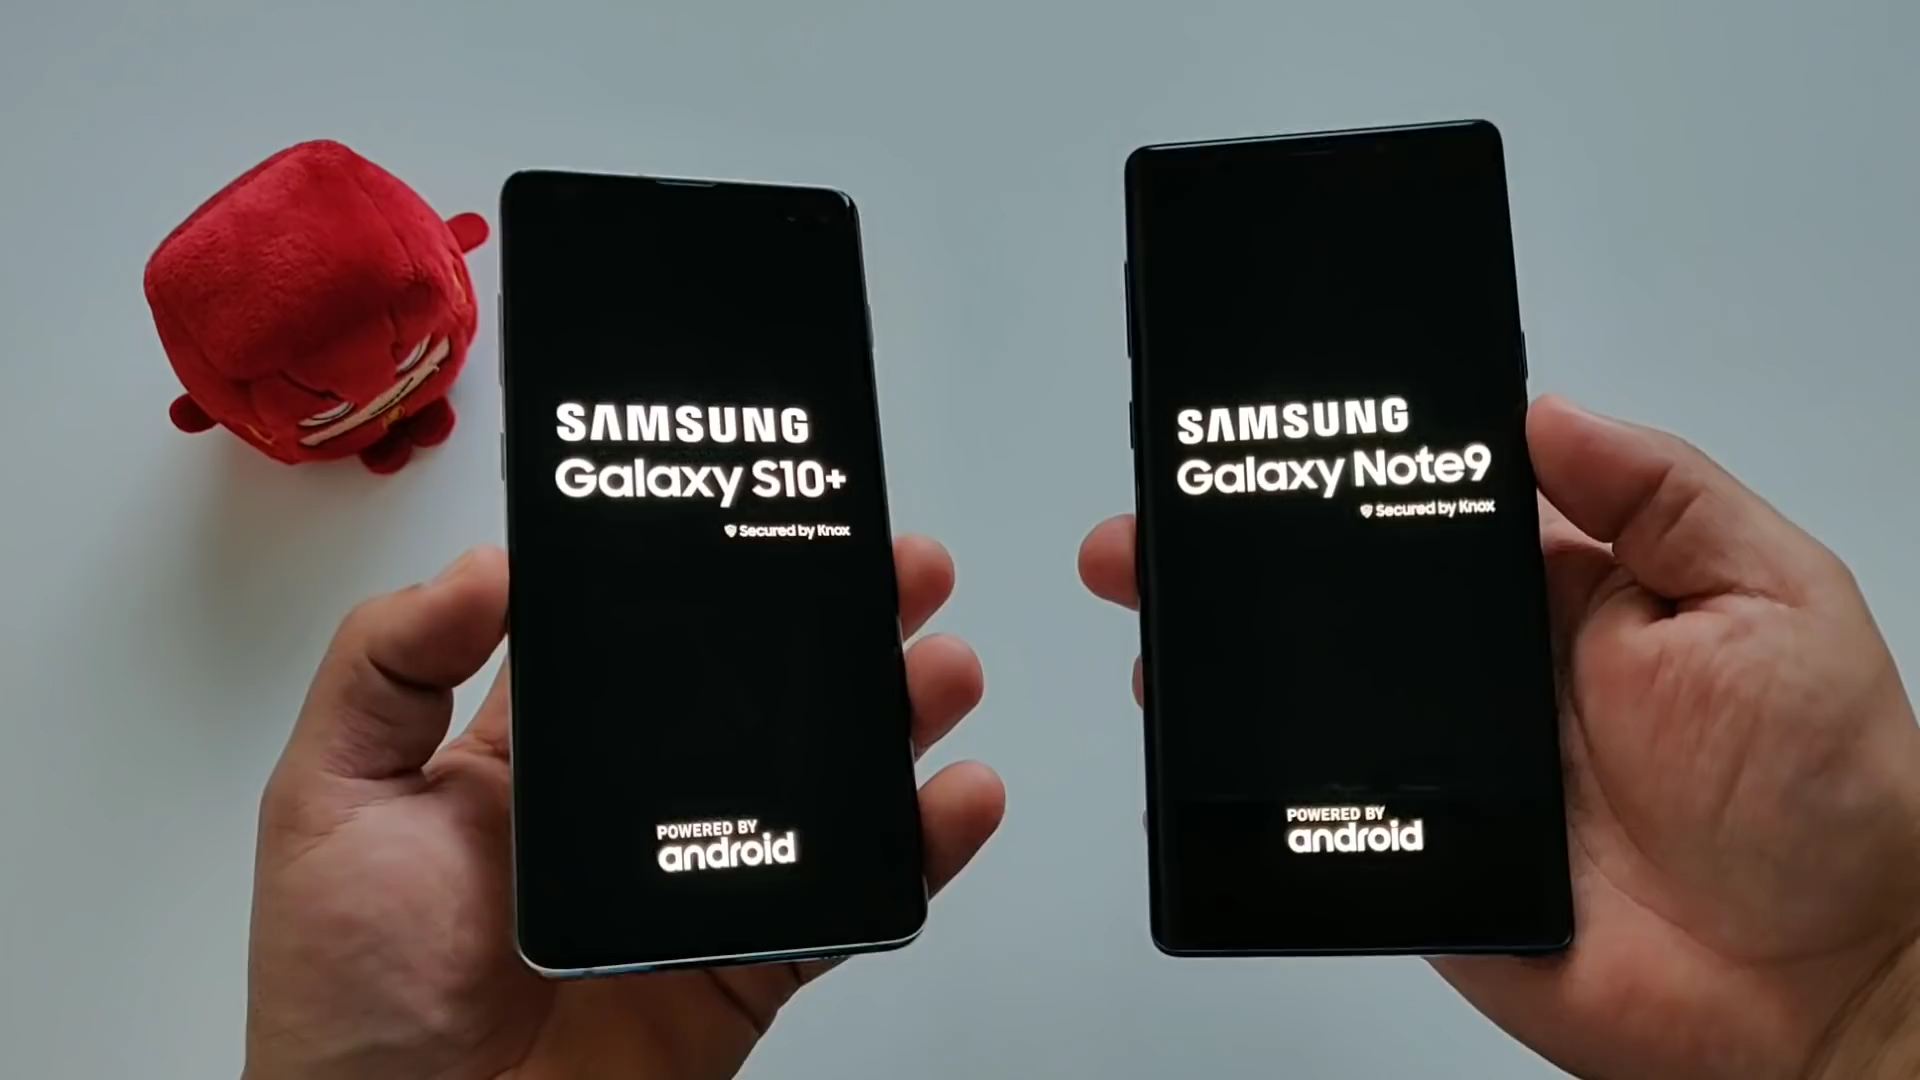 SAMSUNG
Galaxy S10+
Secured by Knox
POWERED BY
android
SAMSUNG
Galaxy Note9
Secured by Knox
POWERED BY
android